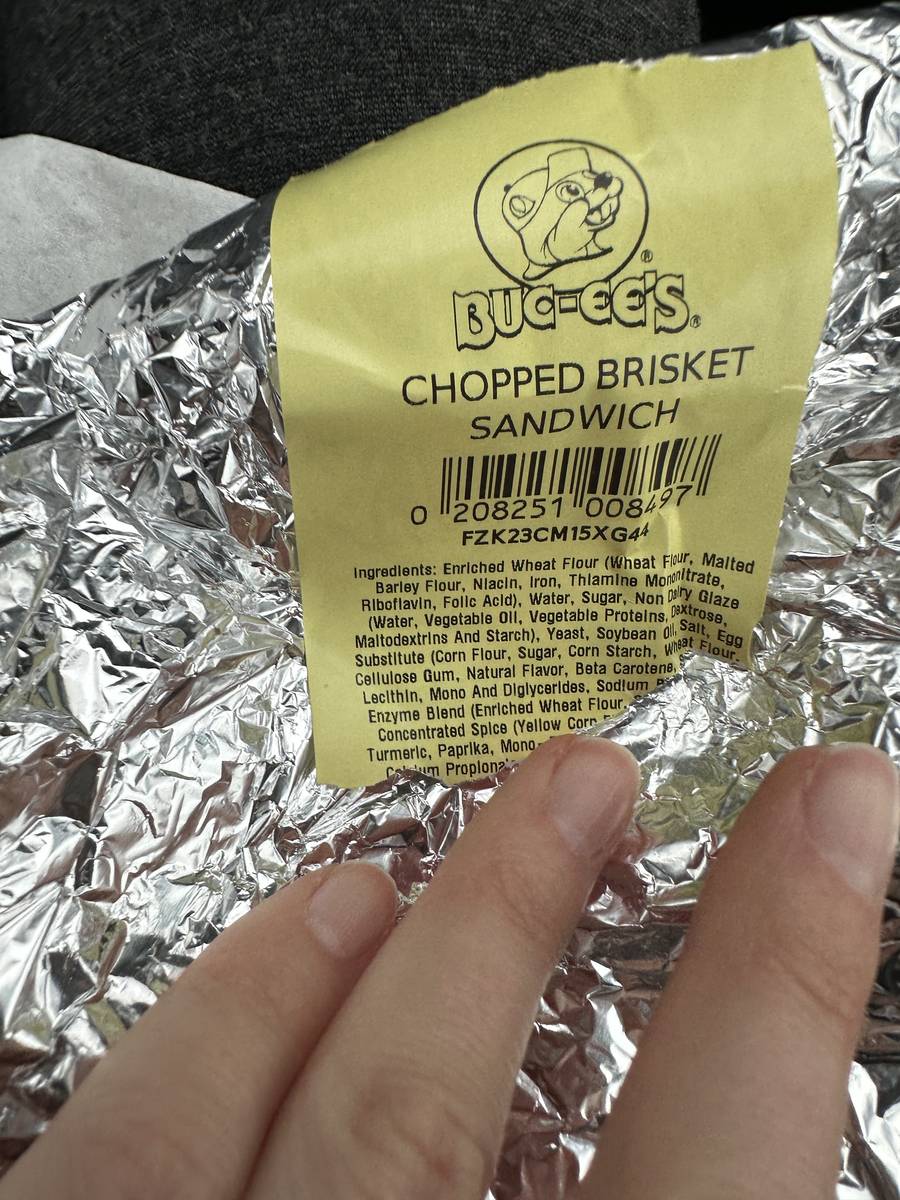 BUC-EE'S®
CHOPPED BRISKET
SANDWICH
0 208251 008497
FZK23CM15XG44
Ingredients: Enriched Wheat Flour (Wheat Flour, Malted
Barley Flour, Niacin, Iron, Thiamine Mononitrate,
Riboflavin, Folic Acid), Water, Sugar, Non Dairy Glaze
(Water, Vegetable Oil, Vegetable Proteins, Dextrose,
Maltodextrins And Starch), Yeast, Soybean Oil, Salt, Egg
Substitute (Corn Flour, Sugar, Corn Starch, Wheat Flour,
Cellulose Gum, Natural Flavor, Beta Carotene,
Lecithin, Mono And Diglycerides, Sodium
Enzyme Blend (Enriched Wheat Flour,
Concentrated Spice (Yellow Corn
Turmeric, Paprika, Mono-